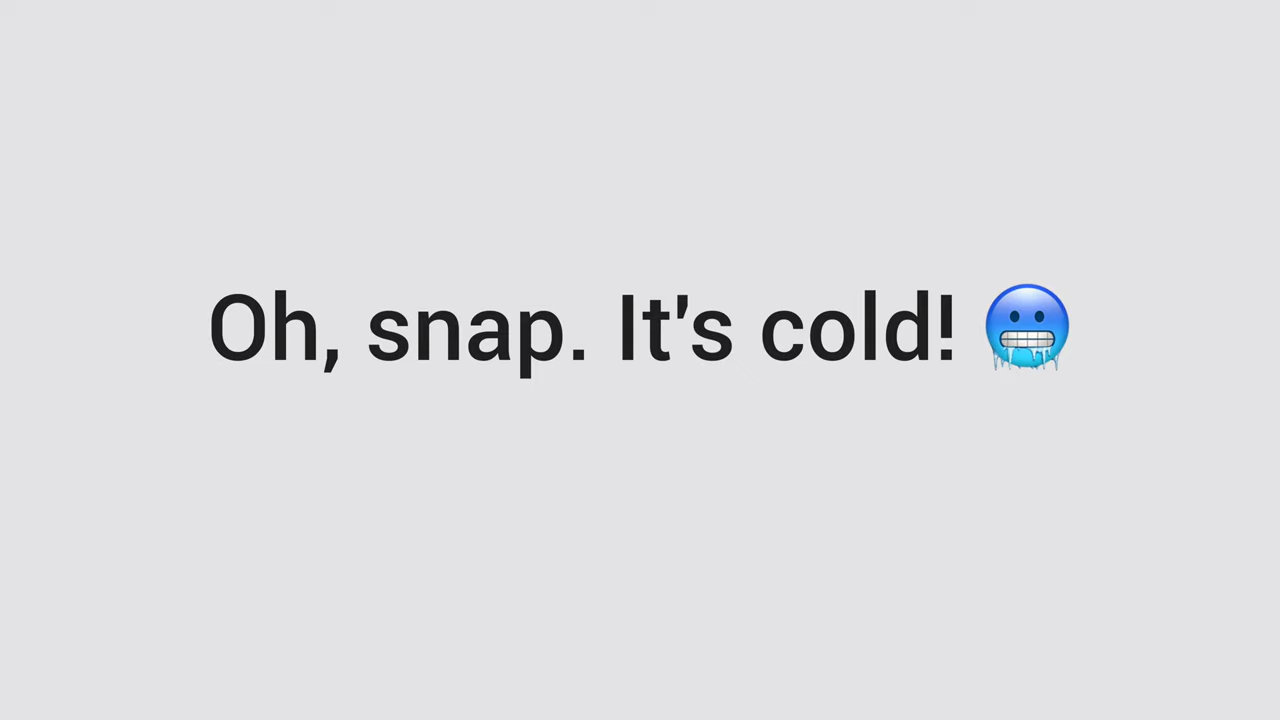 Oh, snap. It's cold! 🥶